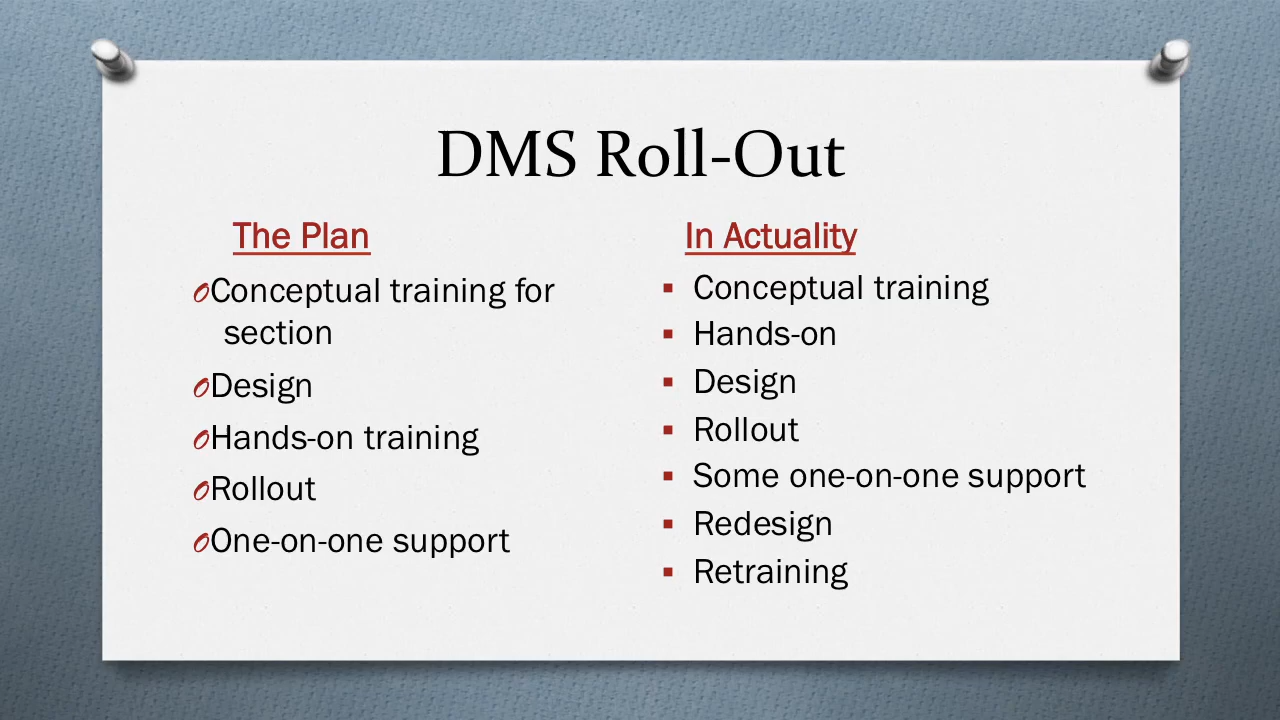 DMS Roll-Out
The Plan
Conceptual training for
section
Design
Hands-on training
Rollout
One-on-one support
In Actuality
Conceptual training
Hands-on
Design
Rollout
Some one-on-one support
Redesign
Retraining